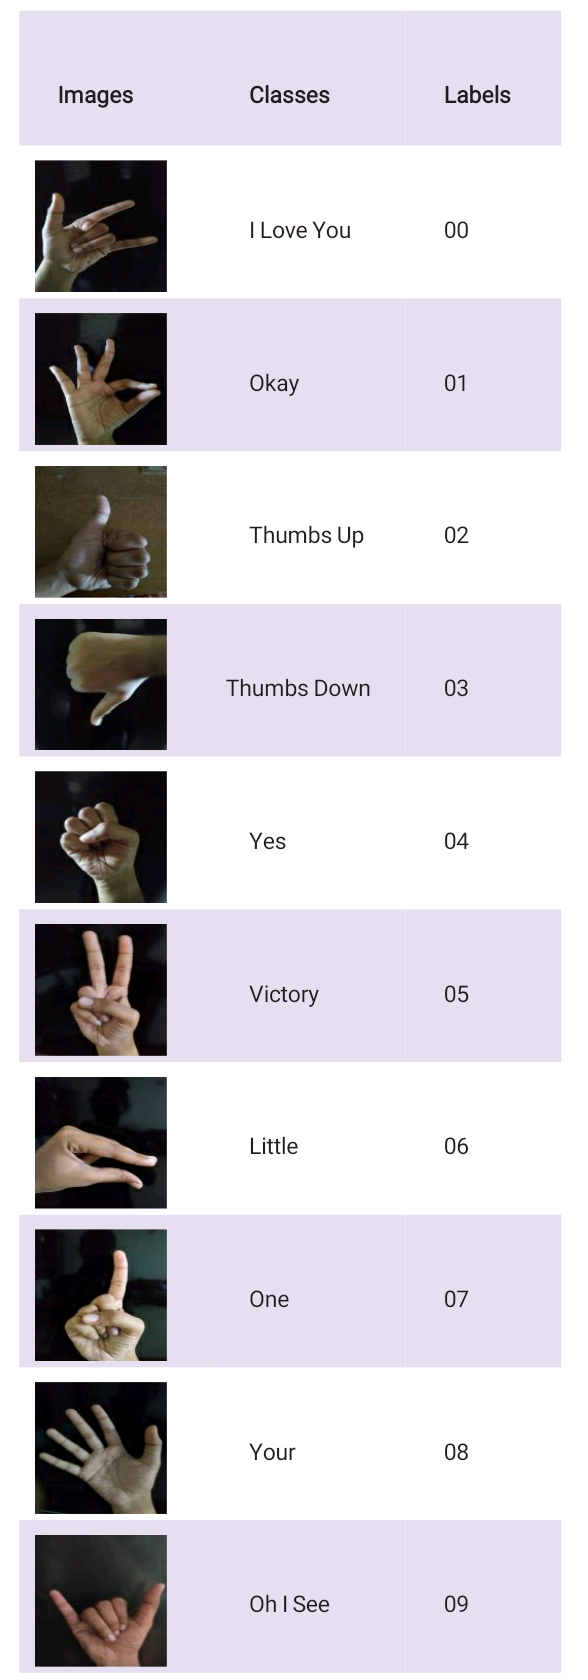 Images Classes Labels
I Love You 00
Okay 01
Thumbs Up 02
Thumbs Down 03
Yes 04
Victory 05
Little 06
One 07
Your 08
Oh I See 09